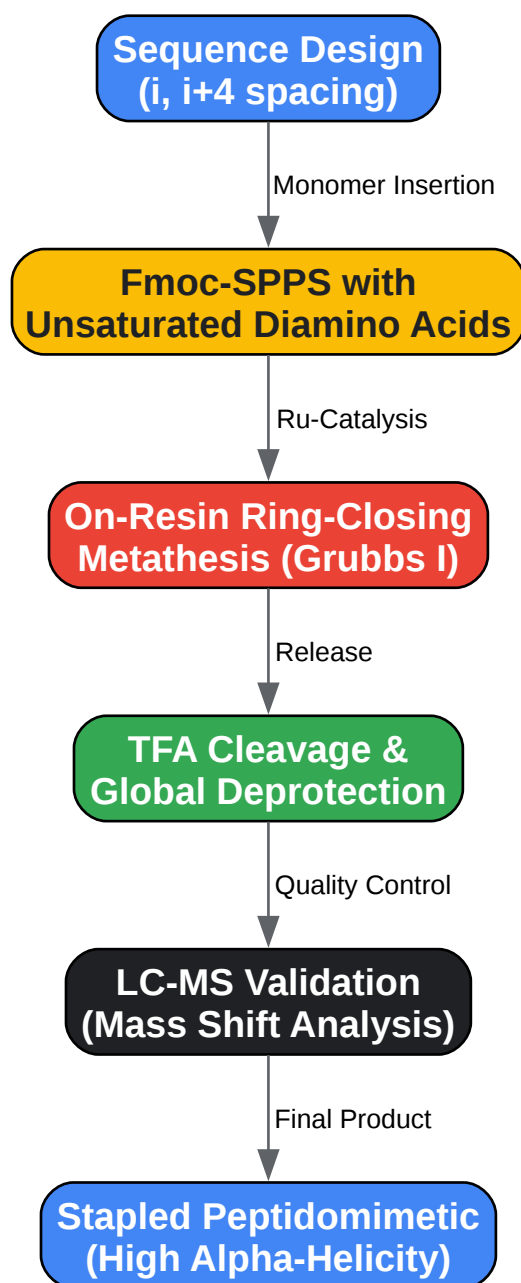 Sequence Design
(i, i+4 spacing)
Monomer Insertion
Fmoc-SPPS with
Unsaturated Diamino Acids
Ru-Catalysis
On-Resin Ring-Closing
Metathesis (Grubbs I)
Release
TFA Cleavage &
Global Deprotection
Quality Control
LC-MS Validation
(Mass Shift Analysis)
Final Product
Stapled Peptidomimetic
(High Alpha-Helicity)